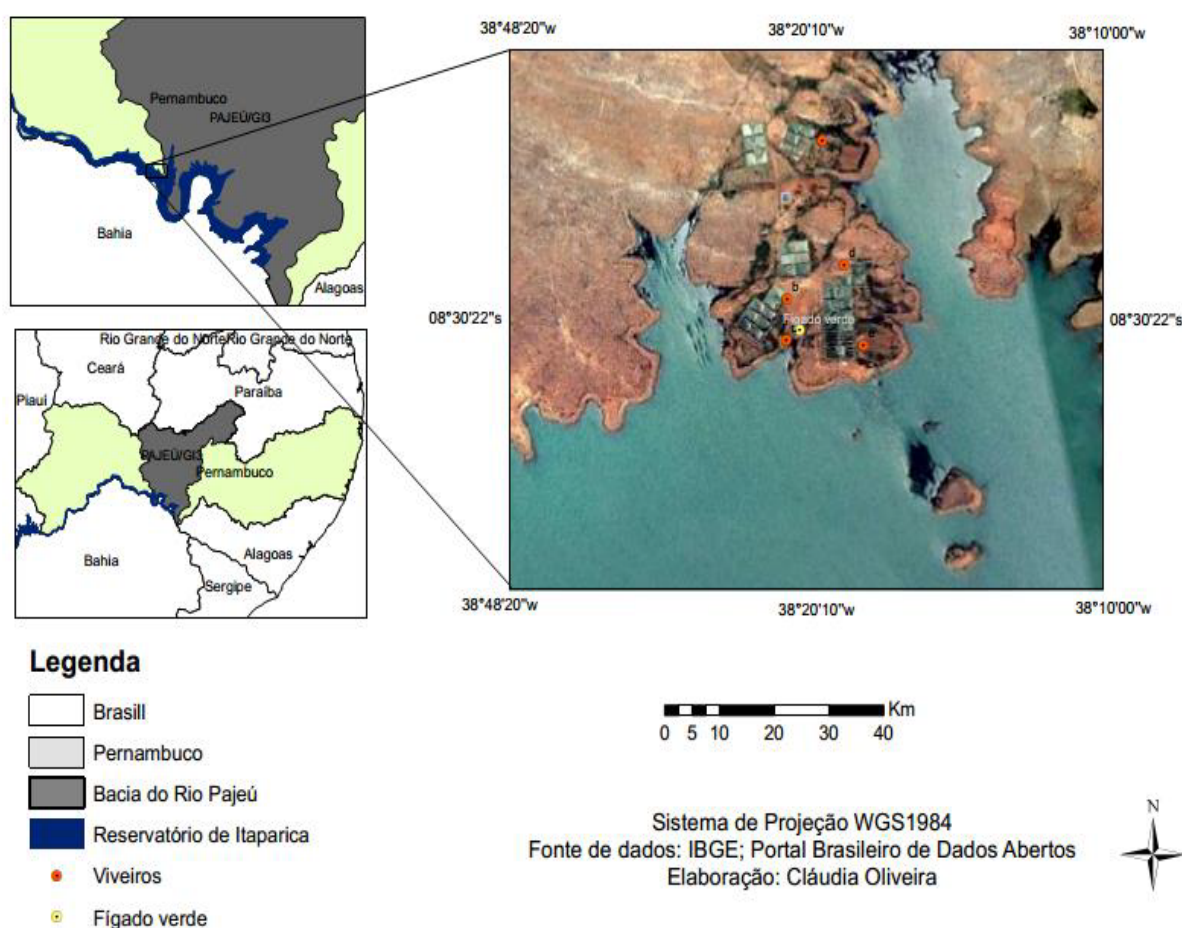 38°48'20"w
38°20'10"w
38°10'00"w
Pernambuco
PAJEÚ/GI3
Bahia
Alagoas
d
b
Fígado verde
08°30'22"s
08°30'22"s
Rio Grande do Norte
Rio Grande do Norte
Ceará
Piauí
Paraíba
PAJEÚ/GI3
Pernambuco
Bahia
Alagoas
Sergipe
38°48'20"w
38°20'10"w
38°10'00"w
Legenda
Brasill
Pernambuco
Bacia do Rio Pajeú
Reservatório de Itaparica
Viveiros
Fígado verde
Km
0 5 10 20 30 40
Sistema de Projeção WGS1984
Fonte de dados: IBGE; Portal Brasileiro de Dados Abertos
Elaboração: Cláudia Oliveira
N